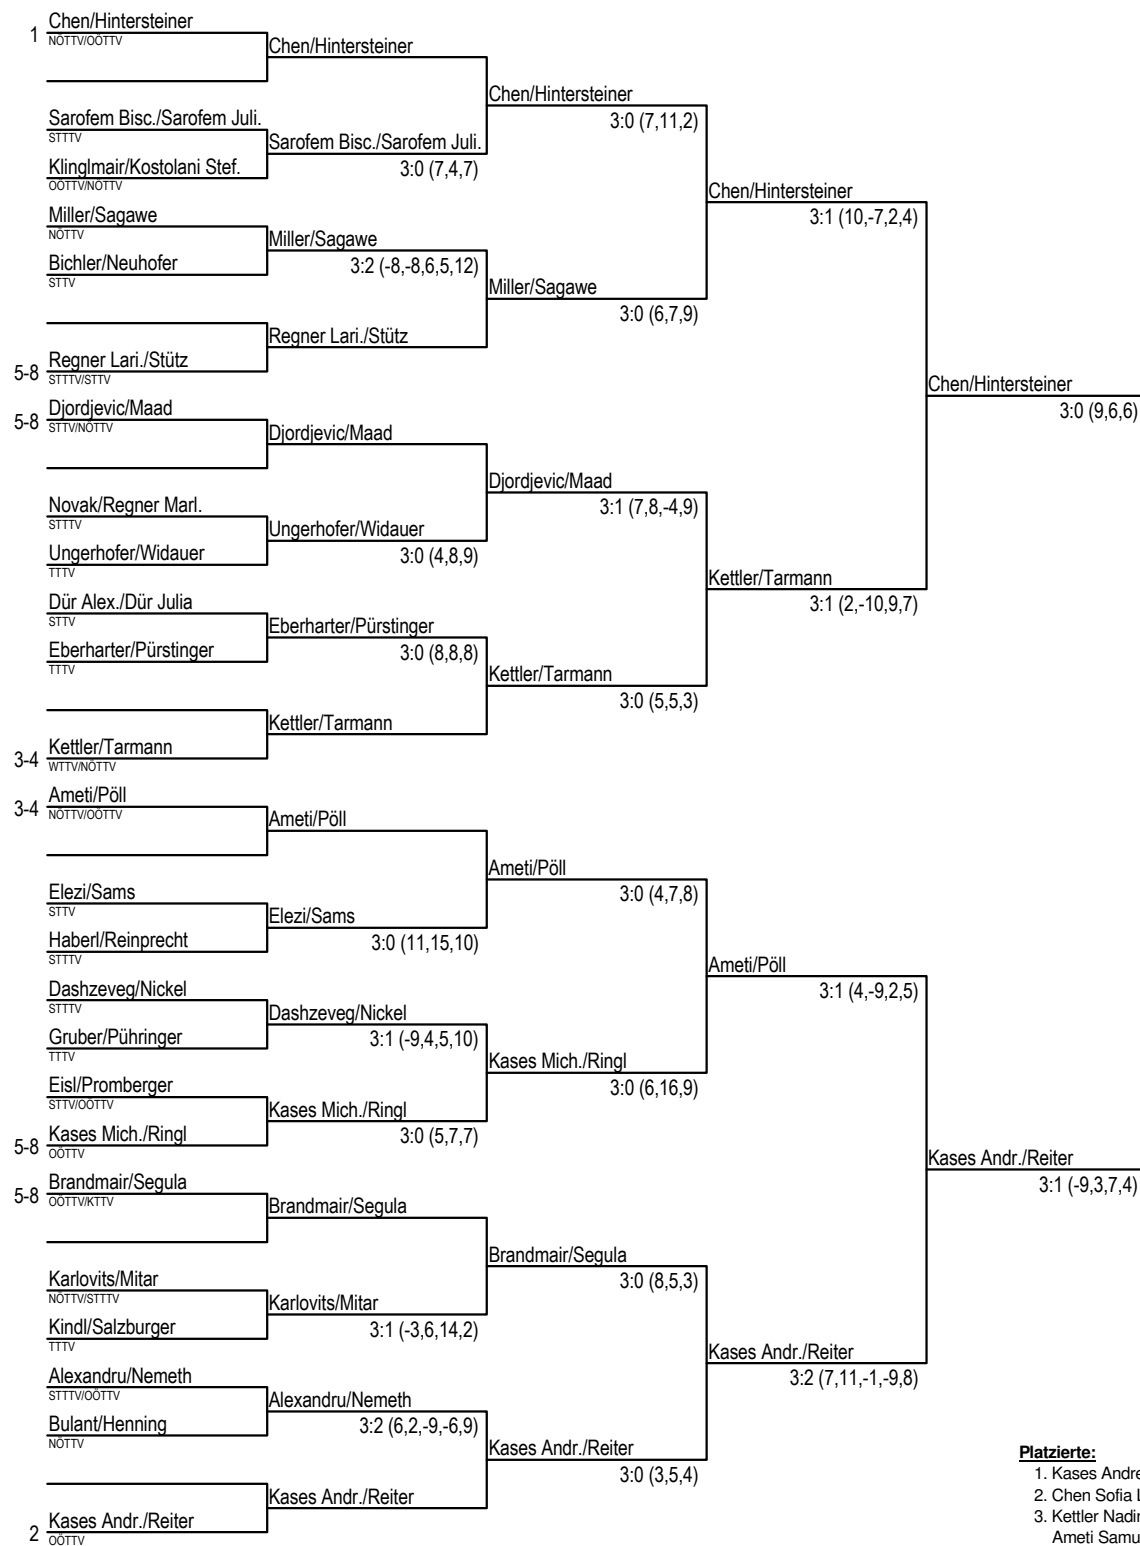 Chen/Hintersteiner
1
NÖTTV/OÖTTV
Chen/Hintersteiner
Chen/Hintersteiner
3:0 (7,11,2)
Sarofem Bisc./Sarofem Juli.
STTTV
Sarofem Bisc./Sarofem Juli.
3:0 (7,4,7)
Klinglmair/Kostolani Stef.
OÖTTV/NÖTTV
Chen/Hintersteiner
3:1 (10,-7,2,4)
Miller/Sagawe
NÖTTV
Miller/Sagawe
3:2 (-8,-8,6,5,12)
Bichler/Neuhofer
STTV
Miller/Sagawe
3:0 (6,7,9)
Regner Lari./Stütz
Regner Lari./Stütz
5-8
STTTV/STTV
Chen/Hintersteiner
3:0 (9,6,6)
Djordjevic/Maad
5-8
STTV/NÖTTV
Djordjevic/Maad
Djordjevic/Maad
3:1 (7,8,-4,9)
Novak/Regner Marl.
STTTV
Ungerhofer/Widauer
3:0 (4,8,9)
Ungerhofer/Widauer
TTTV
Kettler/Tarmann
3:1 (2,-10,9,7)
Dür Alex./Dür Julia
STTV
Eberharter/Pürstinger
3:0 (8,8,8)
Eberharter/Pürstinger
TTTV
Kettler/Tarmann
3:0 (5,5,3)
Kettler/Tarmann
Kettler/Tarmann
3-4
WTTV/NÖTTV
Ameti/Pöll
3-4
NÖTTV/OÖTTV
Ameti/Pöll
Ameti/Pöll
3:0 (4,7,8)
Elezi/Sams
STTV
Elezi/Sams
3:0 (11,15,10)
Haberl/Reinprecht
STTTV
Ameti/Pöll
3:1 (4,-9,2,5)
Dashzeveg/Nickel
STTTV
Dashzeveg/Nickel
3:1 (-9,4,5,10)
Gruber/Pühringer
TTTV
Kases Mich./Ringl
3:0 (6,16,9)
Eisl/Promberger
STTV/OÖTTV
Kases Mich./Ringl
3:0 (5,7,7)
Kases Mich./Ringl
5-8
OÖTTV
Kases Andr./Reiter
3:1 (-9,3,7,4)
Brandmair/Segula
5-8
OÖTTV/KTTV
Brandmair/Segula
Brandmair/Segula
3:0 (8,5,3)
Karlovits/Mitar
NÖTTV/STTTV
Karlovits/Mitar
3:1 (-3,6,14,2)
Kindl/Salzburger
TTTV
Kases Andr./Reiter
3:2 (7,11,-1,-9,8)
Alexandru/Nemeth
STTTV/OÖTTV
Alexandru/Nemeth
3:2 (6,2,-9,-6,9)
Bulant/Henning
NÖTTV
Kases Andr./Reiter
3:0 (3,5,4)
Kases Andr./Reiter
Kases Andr./Reiter
2
OÖTTV
Platzierte:
1. Kases Andre
2. Chen Sofia
3. Kettler Nadi
Ameti Samu